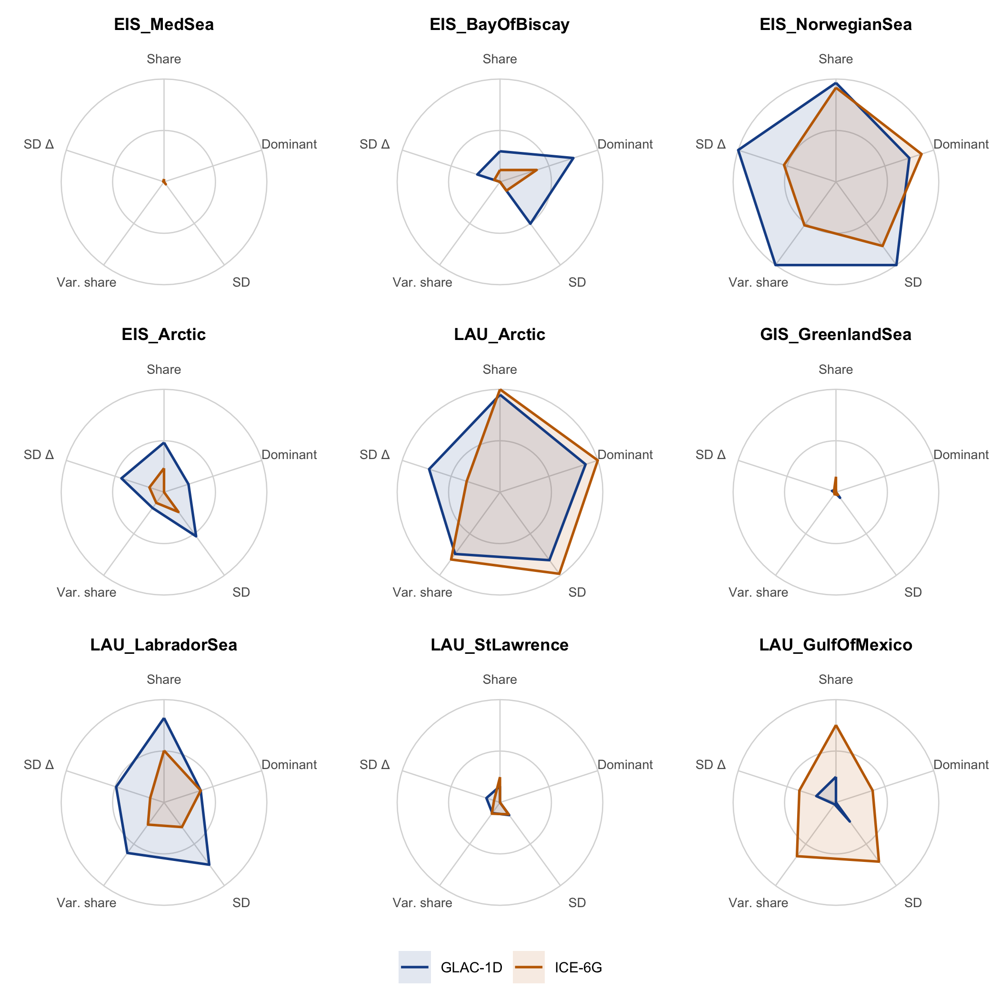 EIS_MedSea EIS_BayOfBiscay EIS_NorwegianSea
Share Share Share
SD Δ Dominant SD Δ Dominant SD Δ Dominant
Var. share SD Var. share SD Var. share SD
EIS_Arctic LAU_Arctic GIS_GreenlandSea
Share Share Share
SD Δ Dominant SD Δ Dominant SD Δ Dominant
Var. share SD Var. share SD Var. share SD
LAU_LabradorSea LAU_StLawrence LAU_GulfOfMexico
Share Share Share
SD Δ Dominant SD Δ Dominant SD Δ Dominant
Var. share SD Var. share SD Var. share SD
GLAC-1D ICE-6G